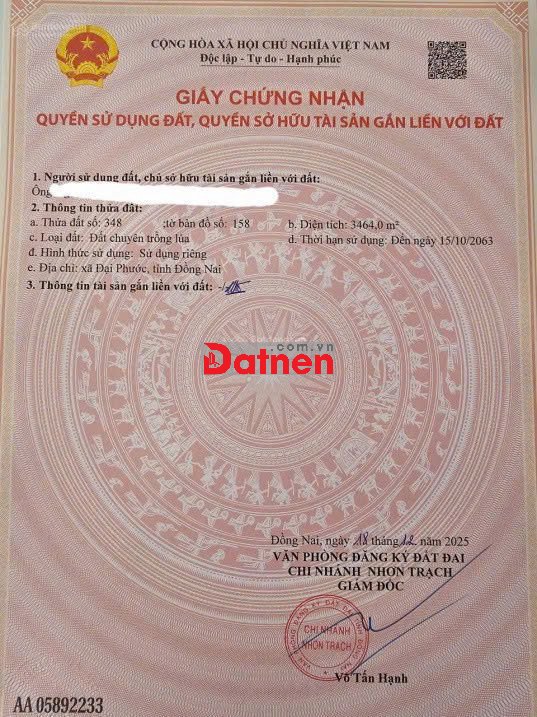 CỘNG HÒA XÃ HỘI CHỦ NGHĨA VIỆT NAM
Độc lập - Tự do - Hạnh phúc
GIẤY CHỨNG NHẬN
QUYỀN SỬ DỤNG ĐẤT, QUYỀN SỞ HỮU TÀI SẢN GẮN LIỀN VỚI ĐẤT
1. Người sử dụng đất, chủ sở hữu tài sản gắn liền với đất:
Ông
2. Thông tin thửa đất:
a. Thửa đất số: 348 ;tờ bản đồ số: 158 b. Diện tích: 3464,0 m²
c. Loại đất: Đất chuyên trồng lúa d. Thời hạn sử dụng: Đến ngày 15/10/2063
đ. Hình thức sử dụng: Sử dụng riêng
e. Địa chỉ: xã Đại Phước, tỉnh Đồng Nai
3. Thông tin tài sản gắn liền với đất: -/-
.com.vn
Datnen
Đồng Nai, ngày 18 tháng 12 năm 2025
VĂN PHÒNG ĐĂNG KÝ ĐẤT ĐAI
CHI NHÁNH NHƠN TRẠCH
GIÁM ĐỐC
CHI NHÁNH
NHƠN TRẠCH
Võ Tấn Hạnh
AA 05892233